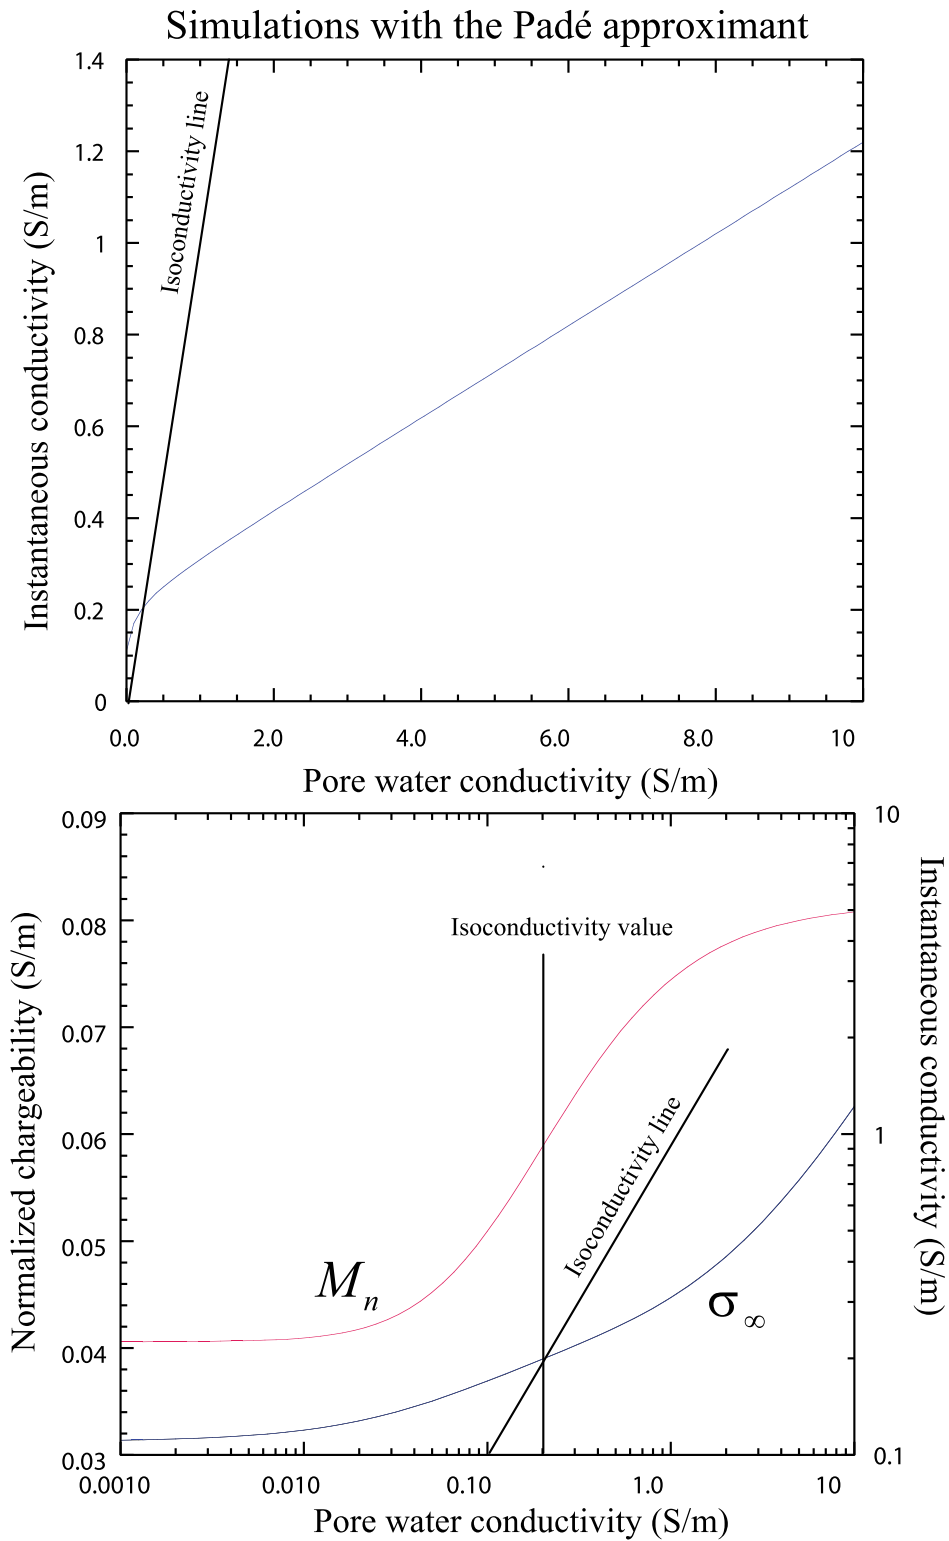 Simulations with the Padé approximant
1.4
1.2
1
0.8
0.6
0.4
0.2
0
Instantaneous conductivity (S/m)
Isoconductivity line
0.0 2.0 4.0 6.0 8.0 10
Pore water conductivity (S/m)
0.09
0.08
0.07
0.06
0.05
0.04
0.03
Normalized chargeability (S/m)
Isoconductivity value
Isoconductivity line
M n
σ ∞
10
1
0.1
Instantaneous conductivity (S/m)
0.0010 0.010 0.10 1.0 10
Pore water conductivity (S/m)